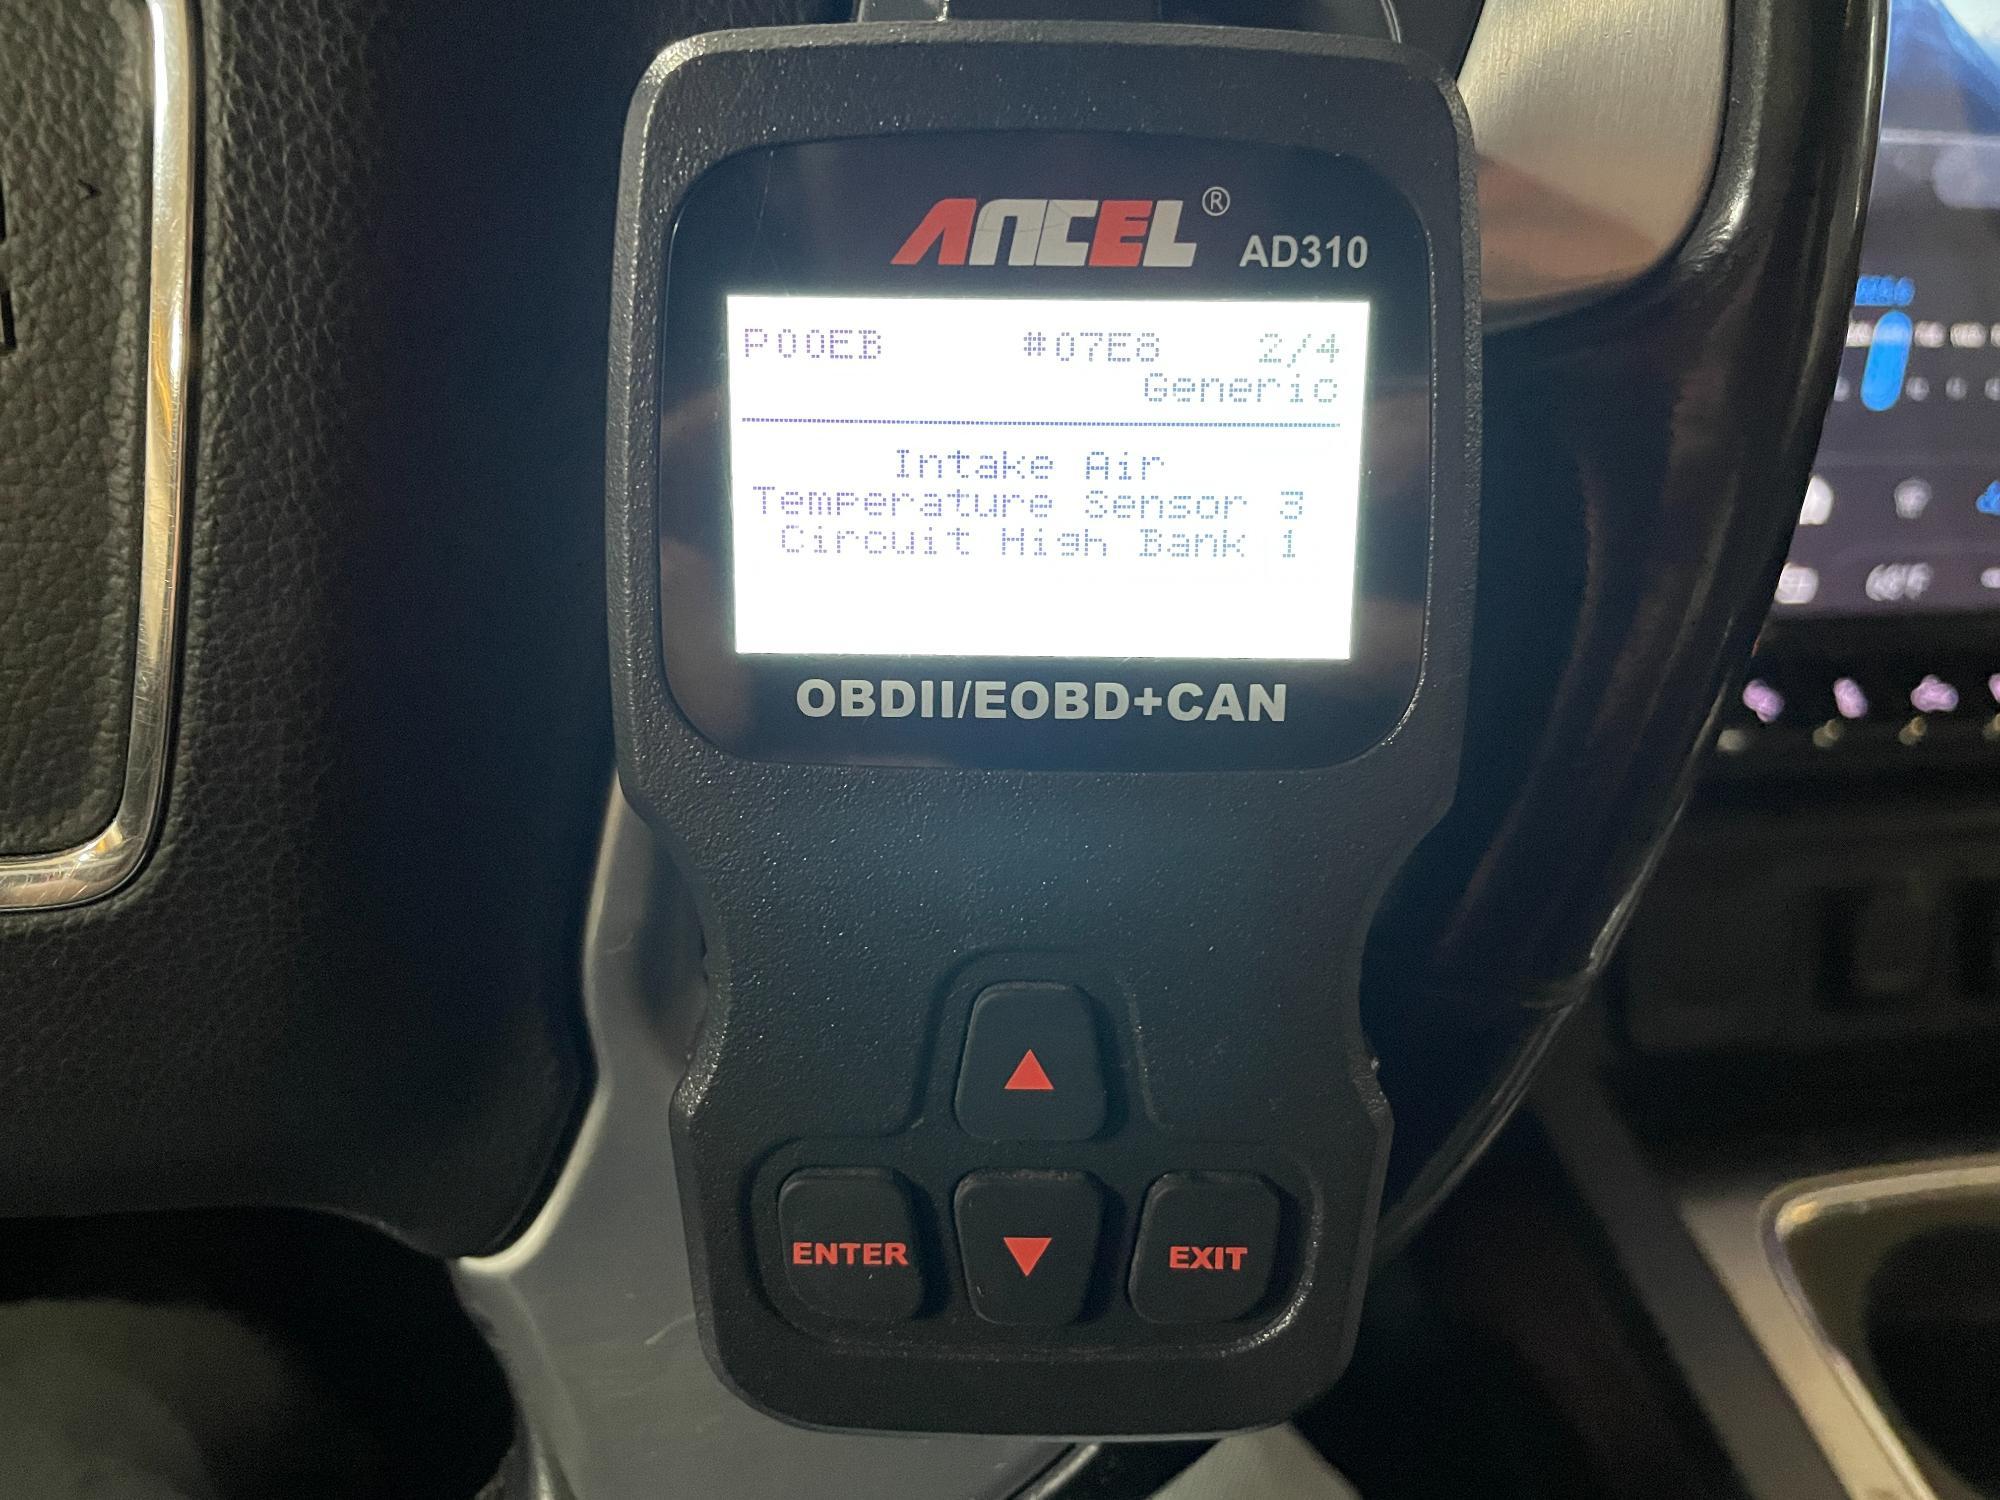 ANCEL® AD310
P00EB #07E8 2/4
Generic
Intake Air
Temperature Sensor 3
Circuit High Bank 1
OBDII/EOBD+CAN
ENTER
EXIT
68°F